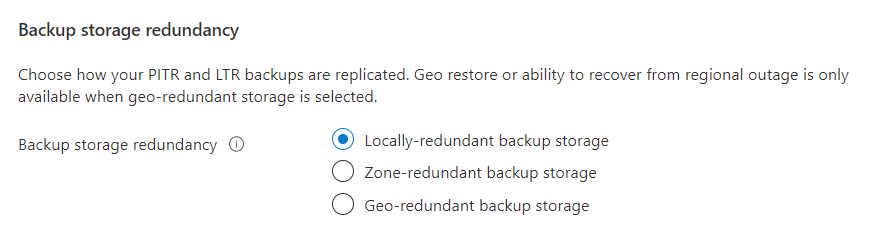 Backup storage redundancy
Choose how your PITR and LTR backups are replicated. Geo restore or ability to recover from regional outage is only
available when geo-redundant storage is selected.
Backup storage redundancy
Locally-redundant backup storage
Zone-redundant backup storage
Geo-redundant backup storage